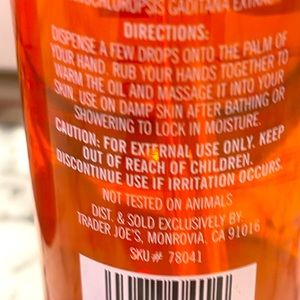 NANNOCHLOROPSIS GADITANA EXTRACT
DIRECTIONS:
DISPENSE A FEW DROPS ONTO THE PALM OF
YOUR HAND. RUB YOUR HANDS TOGETHER TO
WARM THE OIL AND MASSAGE IT INTO YOUR
SKIN. USE ON DAMP SKIN AFTER BATHING OR
SHOWERING TO LOCK IN MOISTURE.
CAUTION: FOR EXTERNAL USE ONLY. KEEP
OUT OF REACH OF CHILDREN.
DISCONTINUE USE IF IRRITATION OCCURS.
NOT TESTED ON ANIMALS
DIST. & SOLD EXCLUSIVELY BY:
TRADER JOE'S, MONROVIA, CA 91016
SKU# 78041